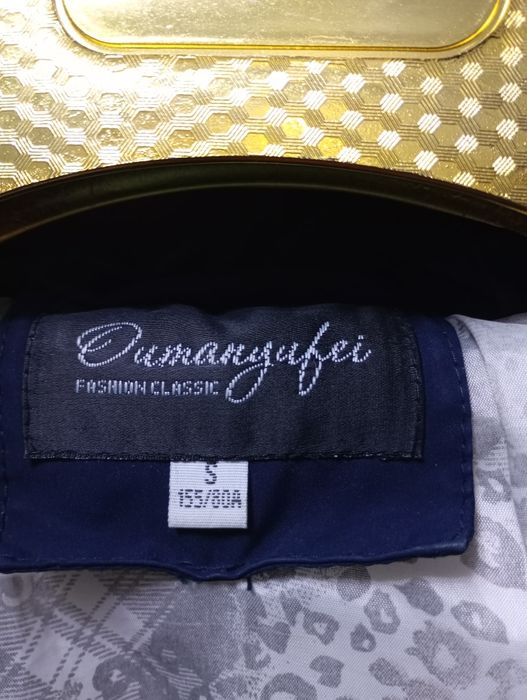 Oumanyufei
FASHION CLASSIC
S
155/80A